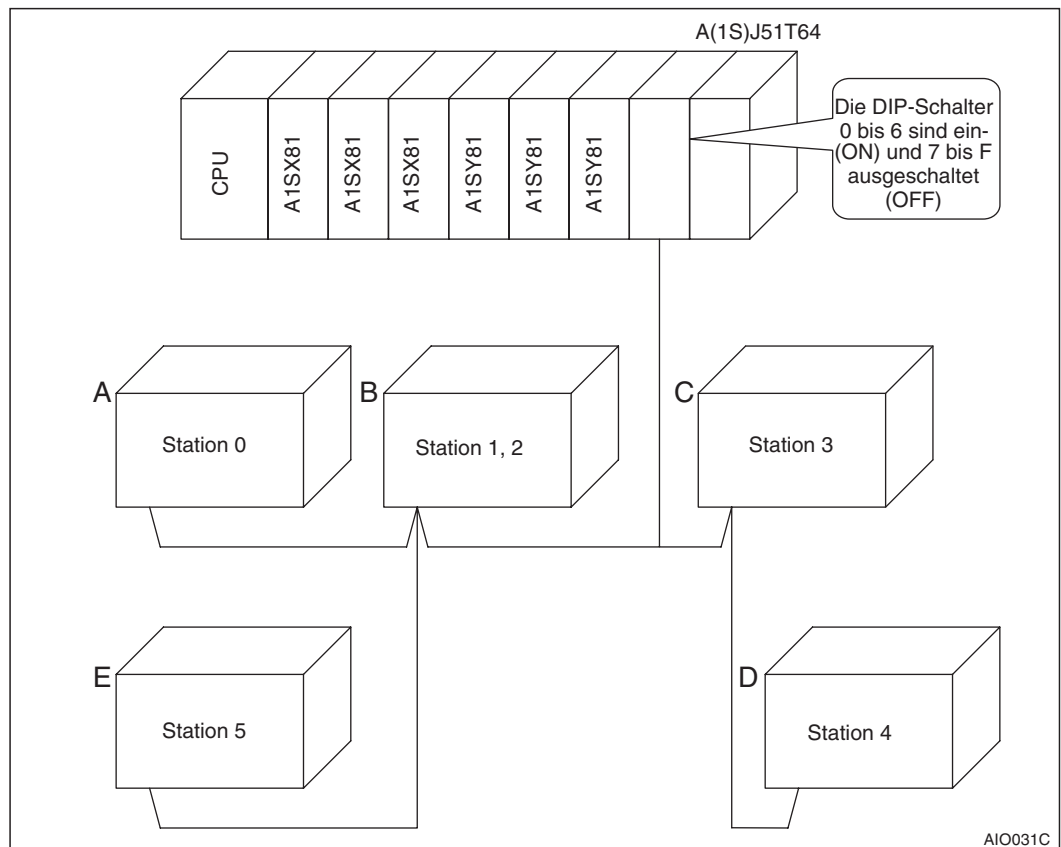 A(1S)J51T64
CPU
A1SX81
A1SX81
A1SX81
A1SY81
A1SY81
A1SY81
Die DIP-Schalter
0 bis 6 sind ein-
(ON) und 7 bis F
ausgeschaltet
(OFF)
A
Station 0
B
Station 1, 2
C
Station 3
E
Station 5
D
Station 4
AIO031C